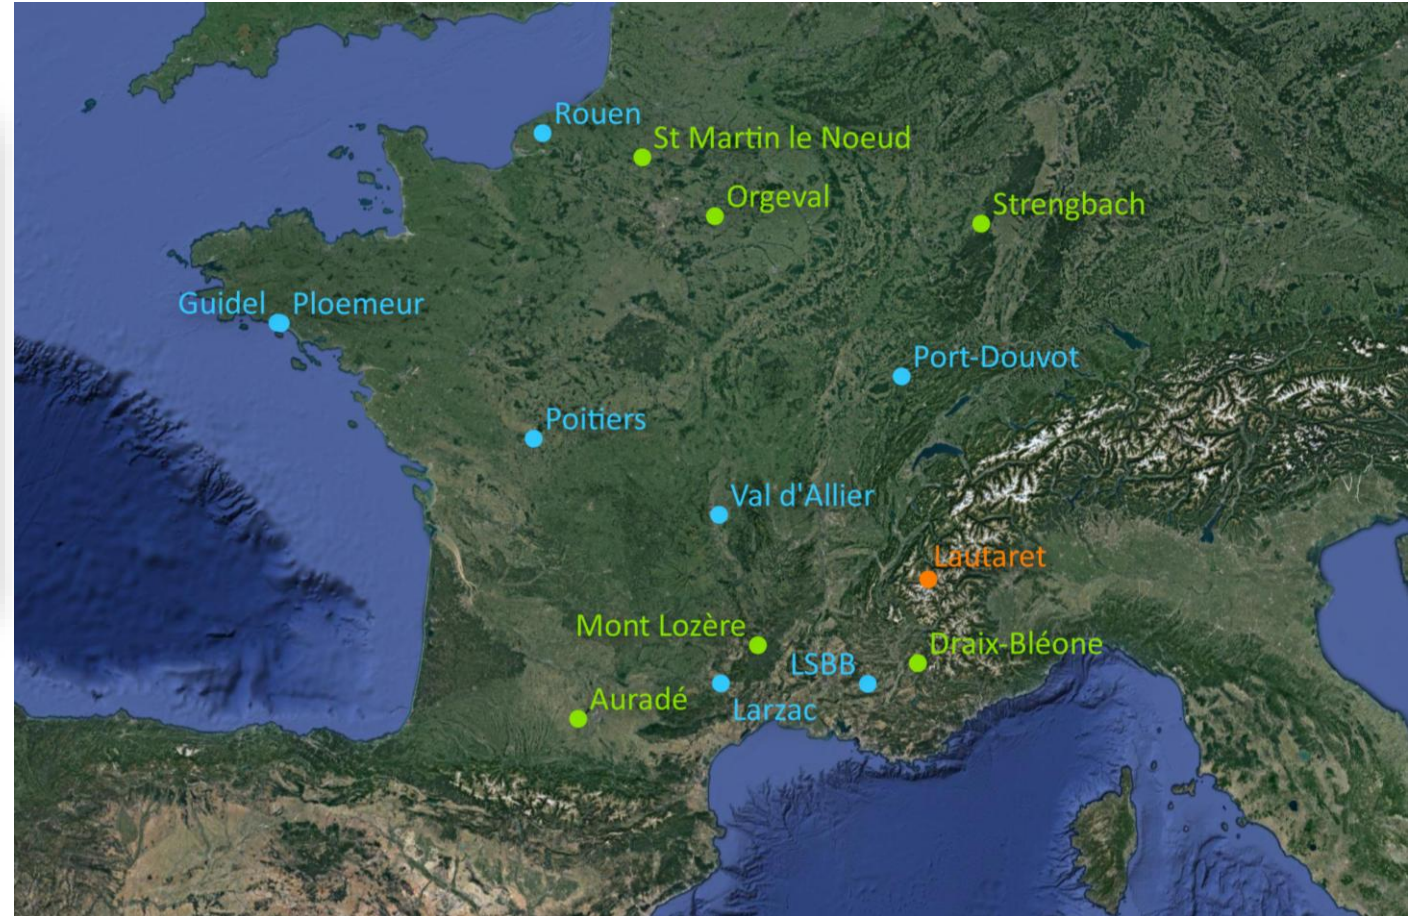 Rouen
St Martin le Noeud
Orgeval
Strengbach
Guidel Ploemeur
Port-Douvot
Poitiers
Val d'Allier
Lautaret
Mont Lozère
Draix-Bléone
LSBB
Auradé
Larzac